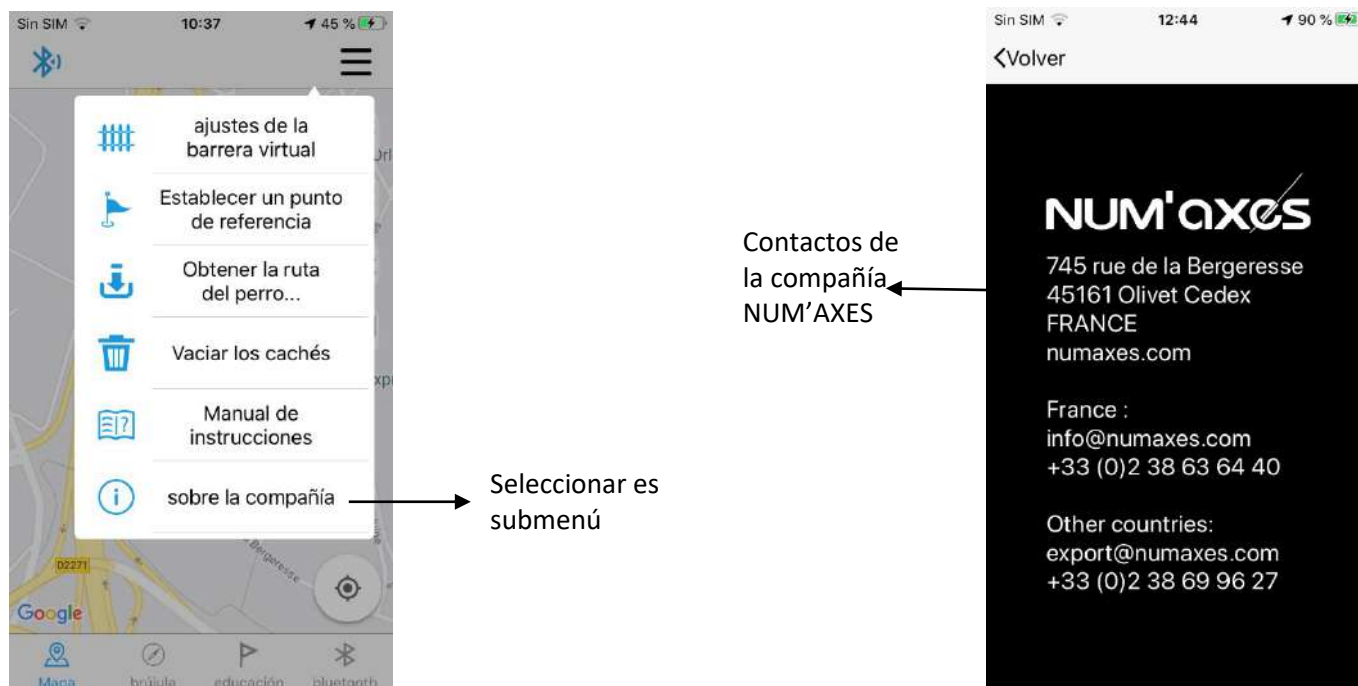 Sin SIM 10:37 45 %
ajustes de la
barrera virtual
Establecer un punto
de referencia
Obtener la ruta
del perro...
Vaciar los cachés
Manual de
instrucciones
sobre la compañía
Bergeresse
D2271
Google
Mapa brújula educación bluetooth
Seleccionar es
submenú
Contactos de
la compañía
NUM’AXES
Sin SIM 12:44 90 %
Volver
NUM'axes
745 rue de la Bergeresse
45161 Olivet Cedex
FRANCE
numaxes.com
France :
info@numaxes.com
+33 (0)2 38 63 64 40
Other countries:
export@numaxes.com
+33 (0)2 38 69 96 27